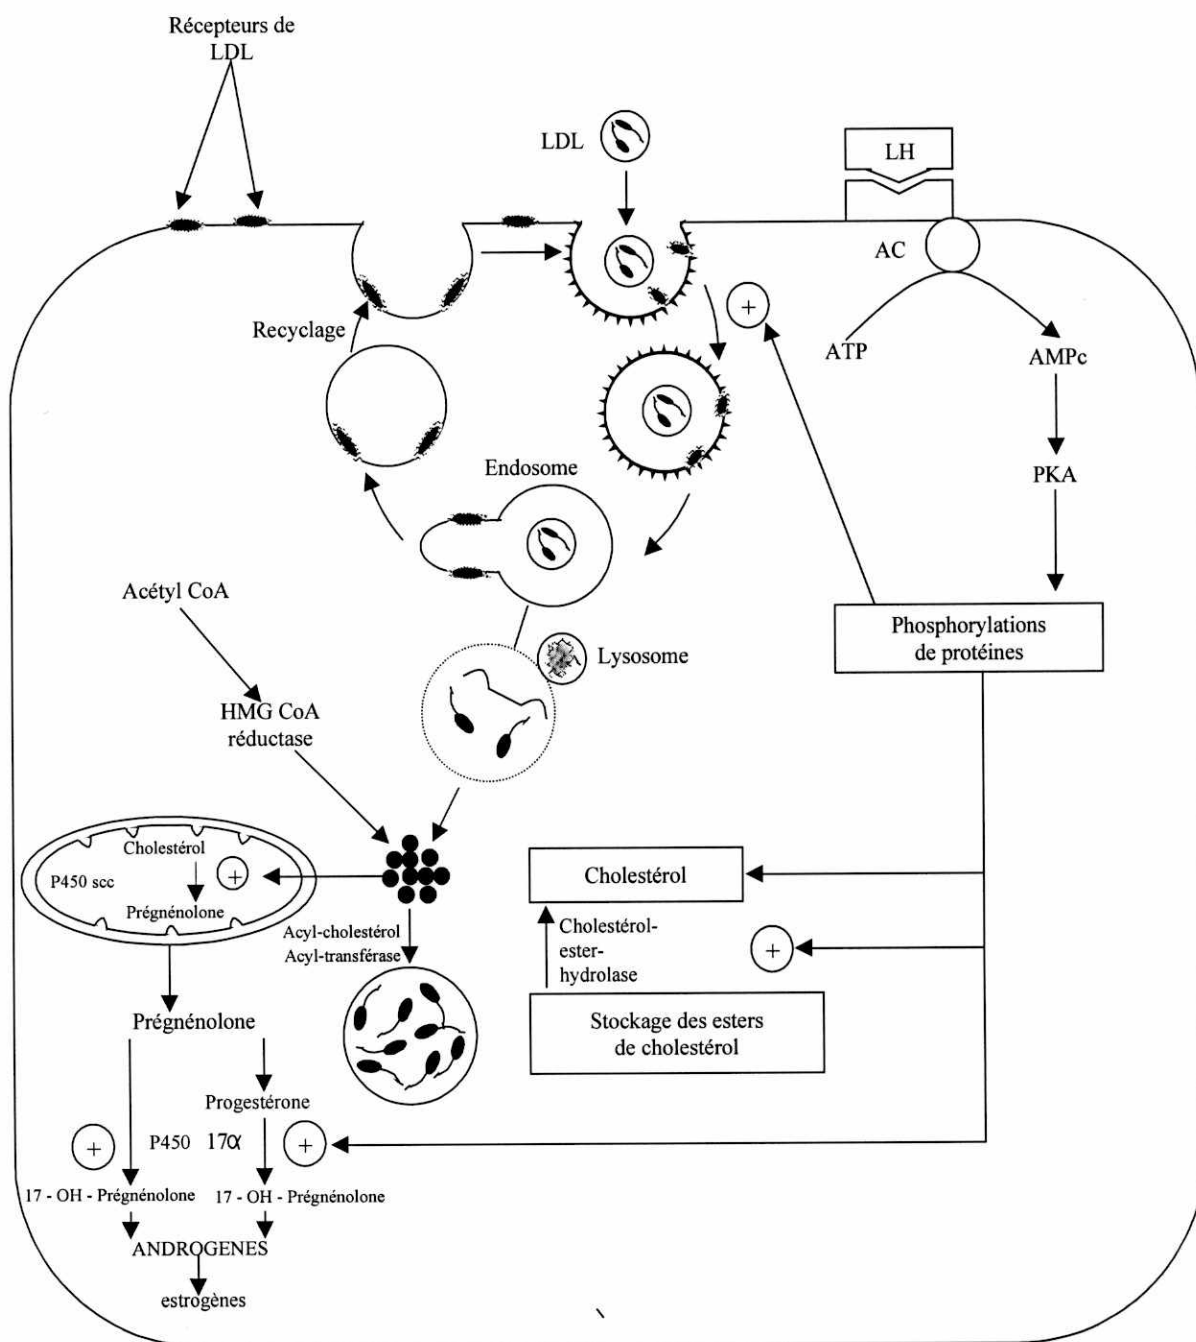 Récepteurs de
LDL
LDL
LH
AC
Recyclage
+
ATP
AMPc
PKA
Endosome
Acétyl CoA
Phosphorylations
de protéines
Lysosome
HMG CoA
réductase
Cholestérol
P450 scc
+
Prégnénolone
Cholestérol
Acyl-cholestérol
Acyl-transférase
Cholestérol-
ester-
hydrolase
+
Prégnénolone
Stockage des esters
de cholestérol
Progestérone
+
P450 17α
+
17 - OH - Prégnénolone
17 - OH - Prégnénolone
ANDROGENES
estrogènes